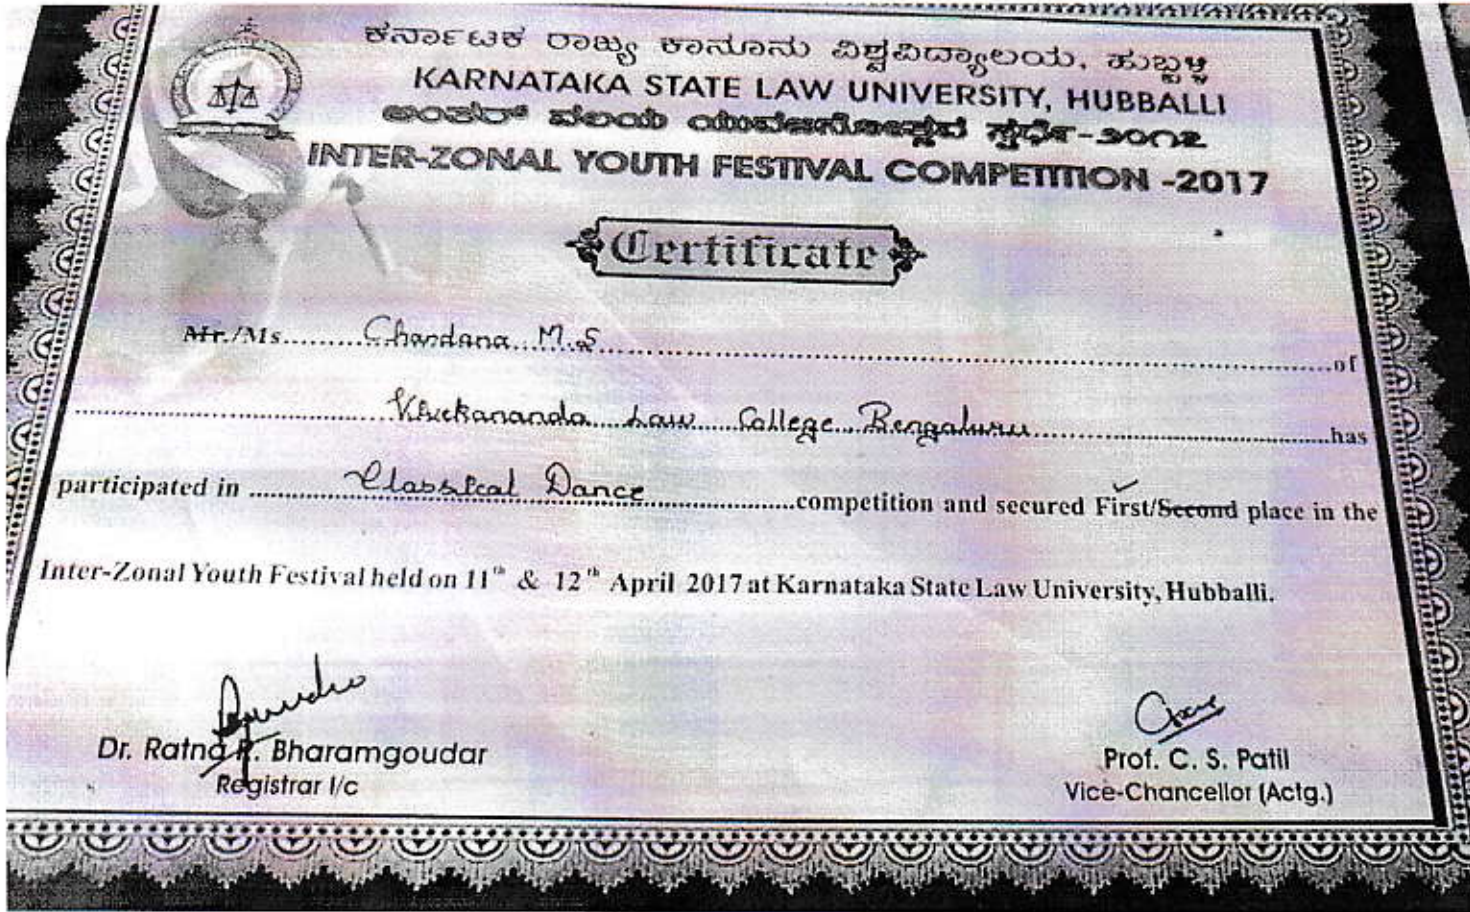 ಕರ್ನಾಟಕ ರಾಜ್ಯ ಕಾನೂನು ವಿಶ್ವವಿದ್ಯಾಲಯ, ಹುಬ್ಬಳ್ಳಿ
KARNATAKA STATE LAW UNIVERSITY, HUBBALLI
ಅಂತರ್ ವಲಯ ಯುವಜನೋತ್ಸವ ಸ್ಪರ್ಧೆ-೨೦೧೭
INTER-ZONAL YOUTH FESTIVAL COMPETITION -2017
Certificate
Mr./Ms. Chandana M.S of
Vivekananda Law College Bengaluru has
participated in Classical Dance competition and secured First/Second place in the
Inter-Zonal Youth Festival held on 11th & 12th April 2017 at Karnataka State Law University, Hubballi.
Dr. Ratna R. Bharamgoudar
Registrar I/c
Prof. C. S. Patil
Vice-Chancellor (Actg.)